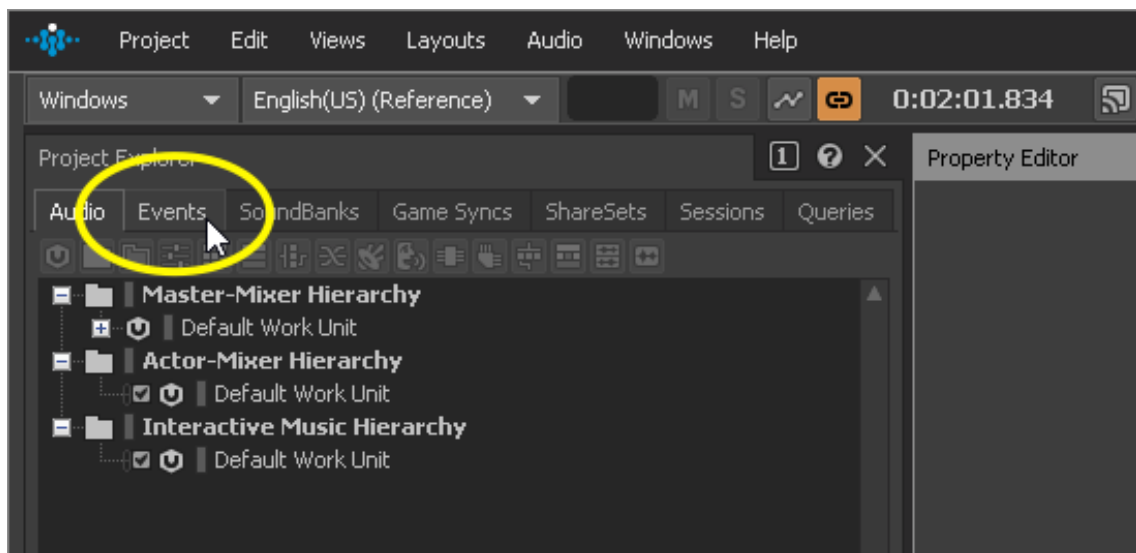 Project Edit Views Layouts Audio Windows Help
Windows English(US) (Reference) M S 0:02:01.834
Project Explorer 1 ? Property Editor
Audio Events SoundBanks Game Syncs ShareSets Sessions Queries
Master-Mixer Hierarchy
Default Work Unit
Actor-Mixer Hierarchy
Default Work Unit
Interactive Music Hierarchy
Default Work Unit